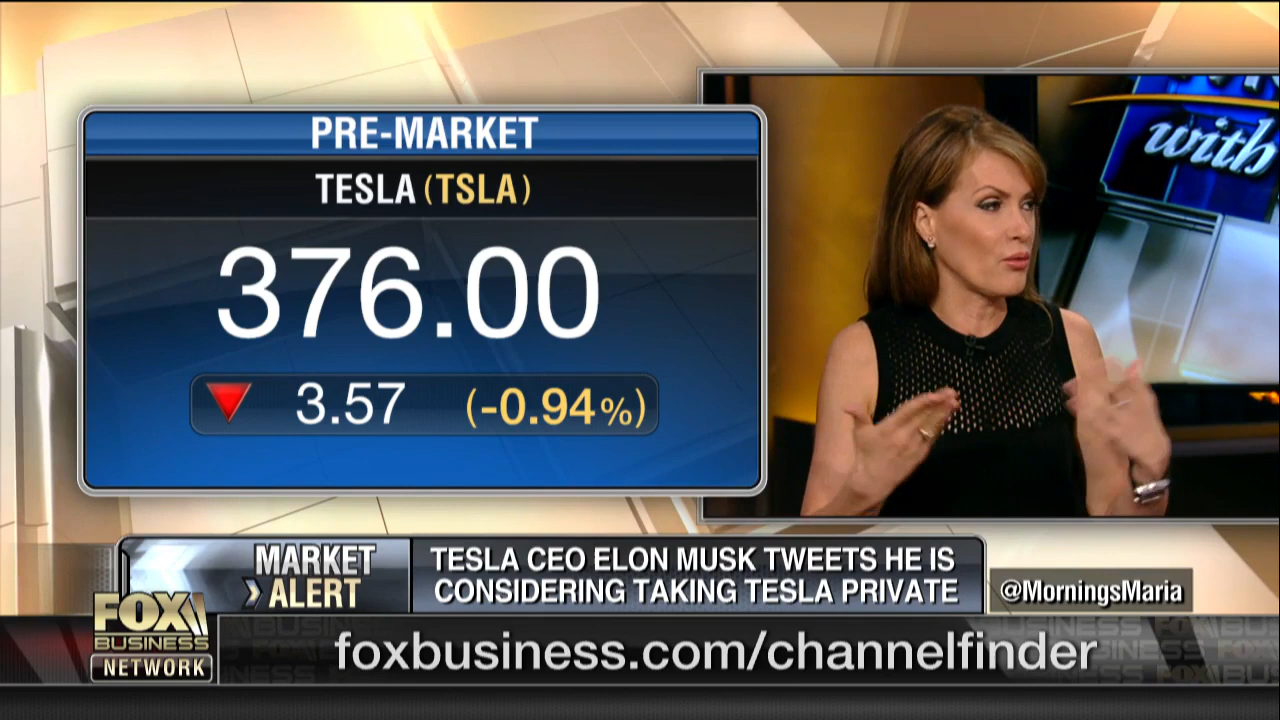 PRE-MARKET
TESLA (TSLA)
376.00
3.57 (-0.94%)
with
MARKET
ALERT
TESLA CEO ELON MUSK TWEETS HE IS
CONSIDERING TAKING TESLA PRIVATE
@MorningsMaria
FOX
BUSINESS
NETWORK
foxbusiness.com/channelfinder